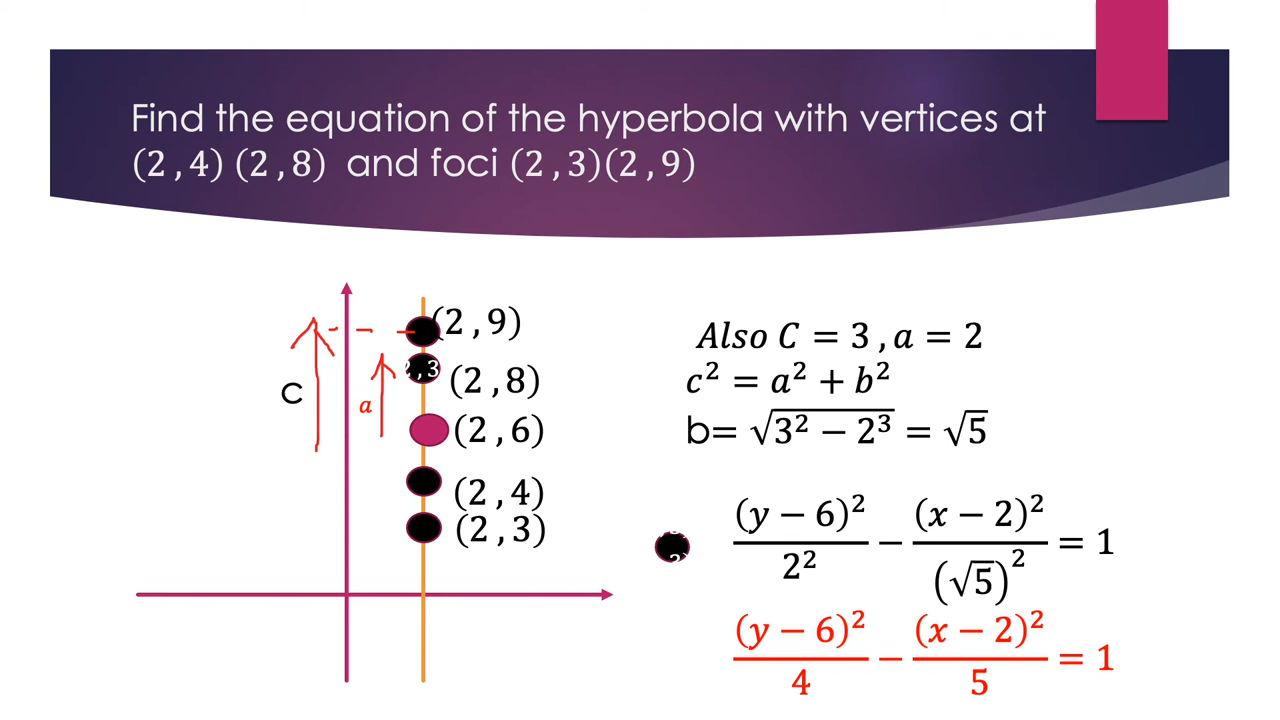 Find the equation of the hyperbola with vertices at
(2 , 4) (2 , 8) and foci (2 , 3)(2 , 9)
(2 , 9)
(2 , 8)
C
a
(2 , 6)
(2 , 4)
(2 , 3)
Also C = 3 , a = 2
c² = a² + b²
b= √(3² − 2³) = √5
(y − 6)²/2² − (x − 2)²/(√5)² = 1
(y − 6)²/4 − (x − 2)²/5 = 1